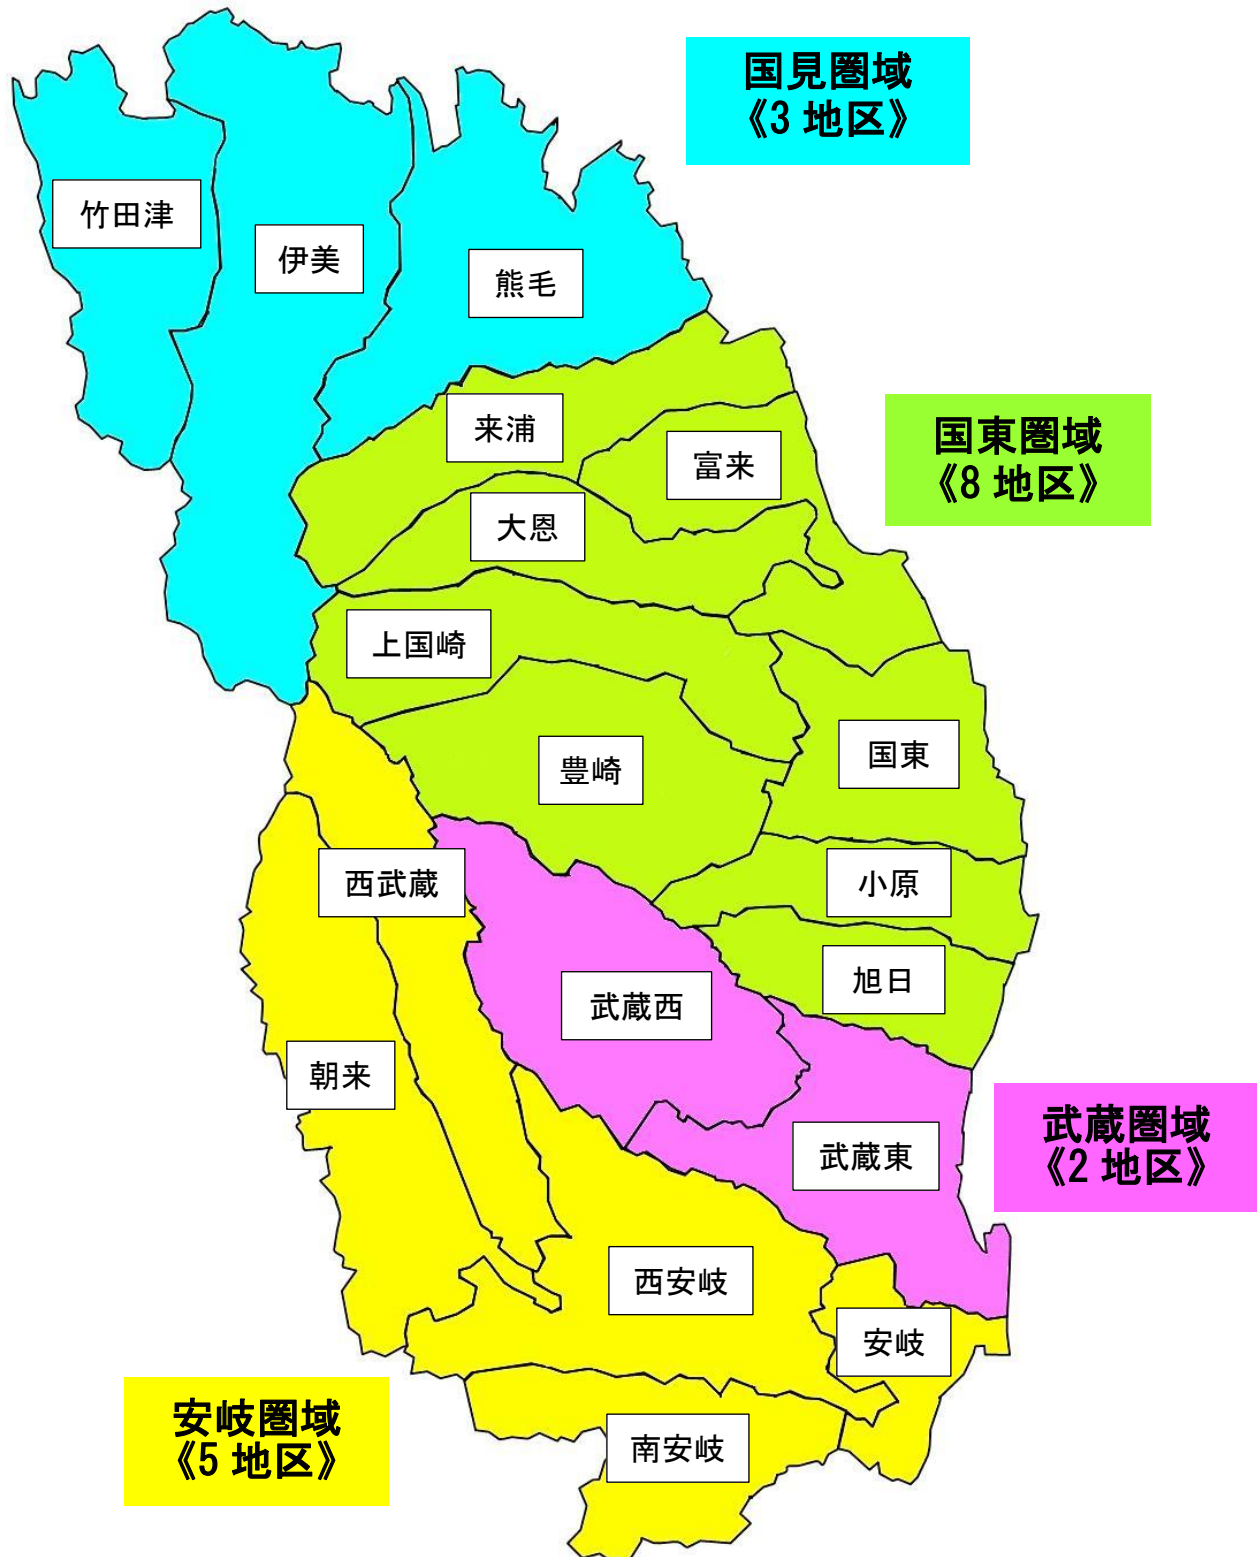 国見圏域
《3 地区》
竹田津
伊美
熊毛
国東圏域
《8 地区》
来浦
富来
大恩
上国崎
豊崎
国東
小原
西武蔵
旭日
武蔵西
朝来
武蔵圏域
《2 地区》
武蔵東
西安岐
安岐
安岐圏域
《5 地区》
南安岐